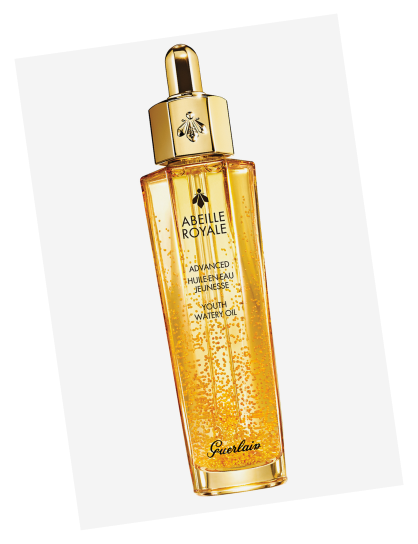 ABEILLE
ROYALE
ADVANCED
HUILE-EN-EAU
JEUNESSE
YOUTH
WATERY OIL
Guerlain